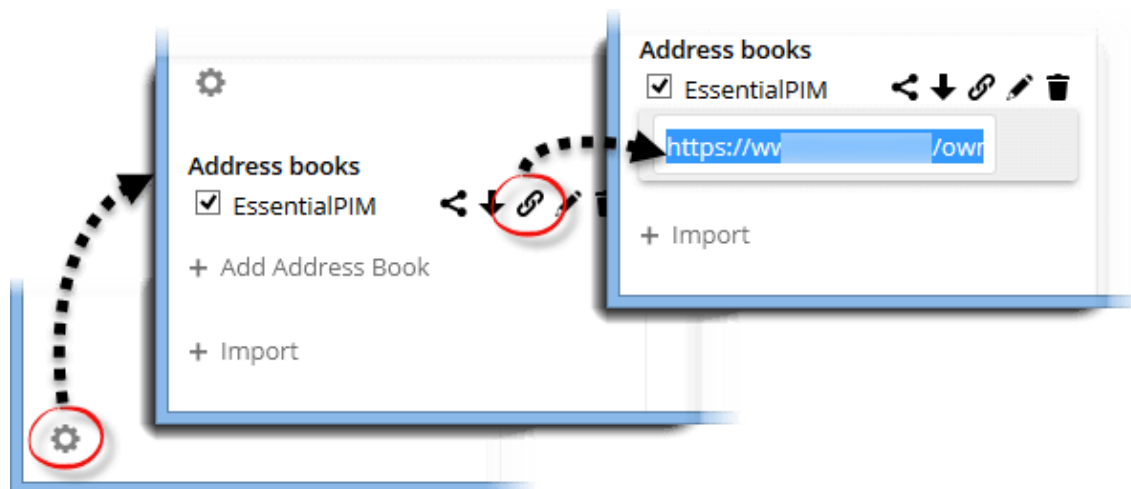 Address books
EssentialPIM
+ Add Address Book
+ Import
Address books
EssentialPIM
https://wv /owr
+ Import